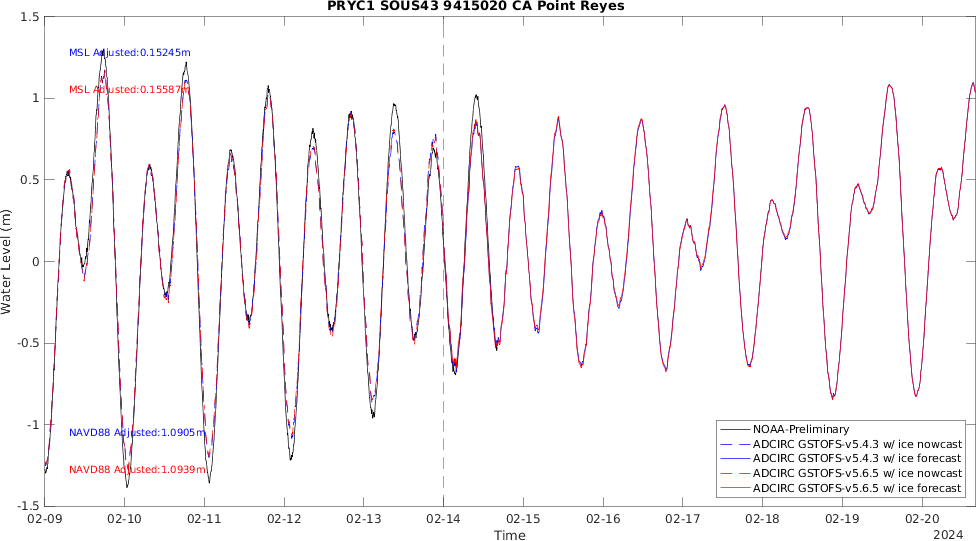 PRYC1 SOUS43 9415020 CA Point Reyes
1.5
1
0.5
0
-0.5
-1
-1.5
Water Level (m)
MSL Adjusted:0.15245m
MSL Adjusted:0.15587m
NAVD88 Adjusted:1.0905m
NAVD88 Adjusted:1.0939m
NOAA-Preliminary
ADCIRC GSTOFS-v5.4.3 w/ ice nowcast
ADCIRC GSTOFS-v5.4.3 w/ ice forecast
ADCIRC GSTOFS-v5.6.5 w/ ice nowcast
ADCIRC GSTOFS-v5.6.5 w/ ice forecast
02-09 02-10 02-11 02-12 02-13 02-14 02-15 02-16 02-17 02-18 02-19 02-20
Time
2024